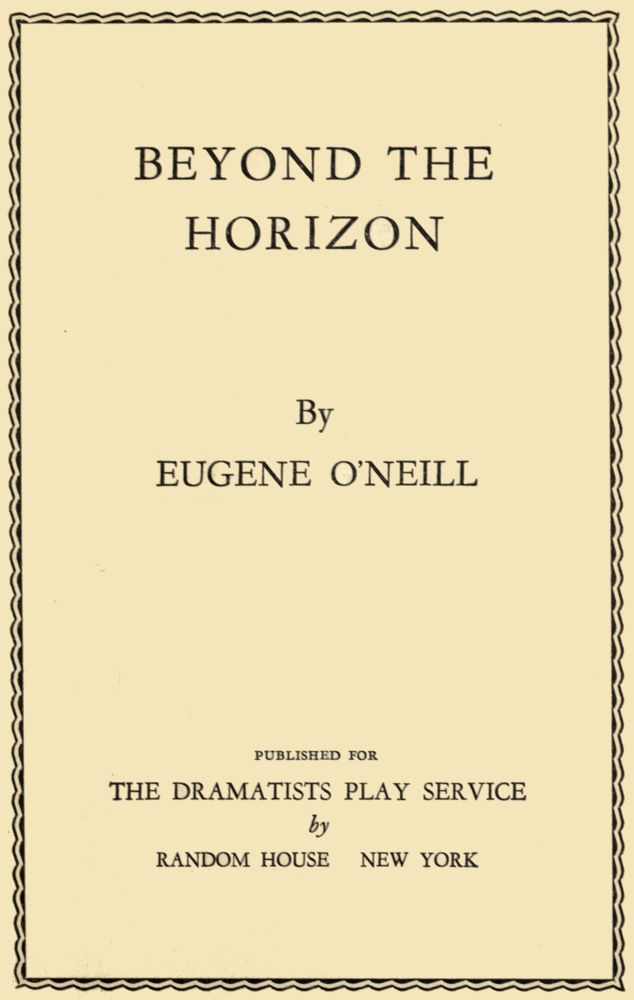 BEYOND THE
HORIZON
By
EUGENE O'NEILL
PUBLISHED FOR
THE DRAMATISTS PLAY SERVICE
by
RANDOM HOUSE NEW YORK